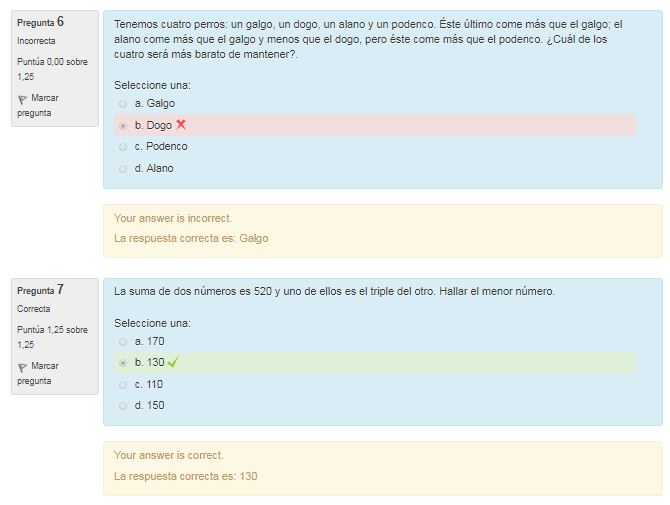 Pregunta 6
Incorrecta
Puntúa 0,00 sobre
1,25
Marcar
pregunta
Tenemos cuatro perros: un galgo, un dogo, un alano y un podenco. Éste último come más que el galgo; el
alano come más que el galgo y menos que el dogo, pero éste come más que el podenco. ¿Cuál de los
cuatro será más barato de mantener?.
Seleccione una:
a. Galgo
b. Dogo
c. Podenco
d. Alano
Your answer is incorrect.
La respuesta correcta es: Galgo
Pregunta 7
Correcta
Puntúa 1,25 sobre
1,25
Marcar
pregunta
La suma de dos números es 520 y uno de ellos es el triple del otro. Hallar el menor número.
Seleccione una:
a. 170
b. 130
c. 110
d. 150
Your answer is correct.
La respuesta correcta es: 130